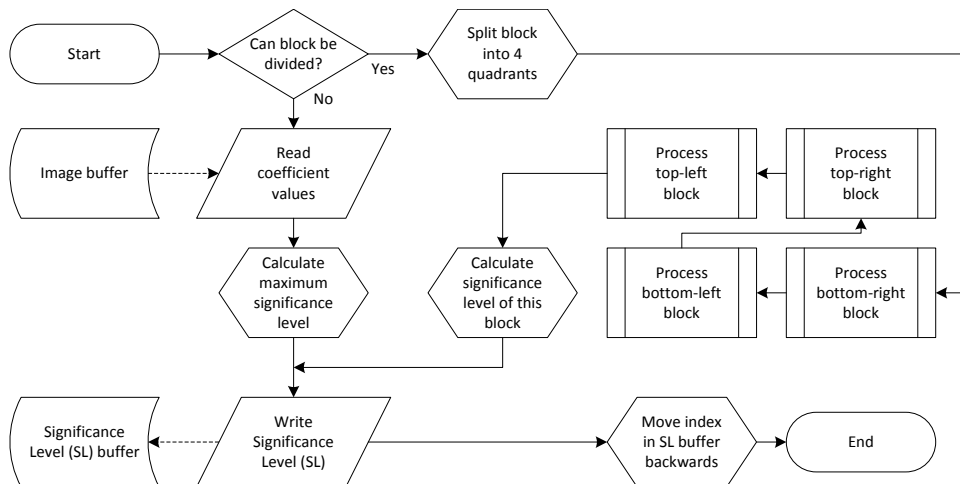 Start
Can block be
divided?
Yes
No
Split block
into 4
quadrants
Image buffer
Read
coefficient
values
Process
top-left
block
Process
top-right
block
Calculate
maximum
significance
level
Calculate
significance
level of this
block
Process
bottom-left
block
Process
bottom-right
block
Significance
Level (SL) buffer
Write
Significance
Level (SL)
Move index
in SL buffer
backwards
End